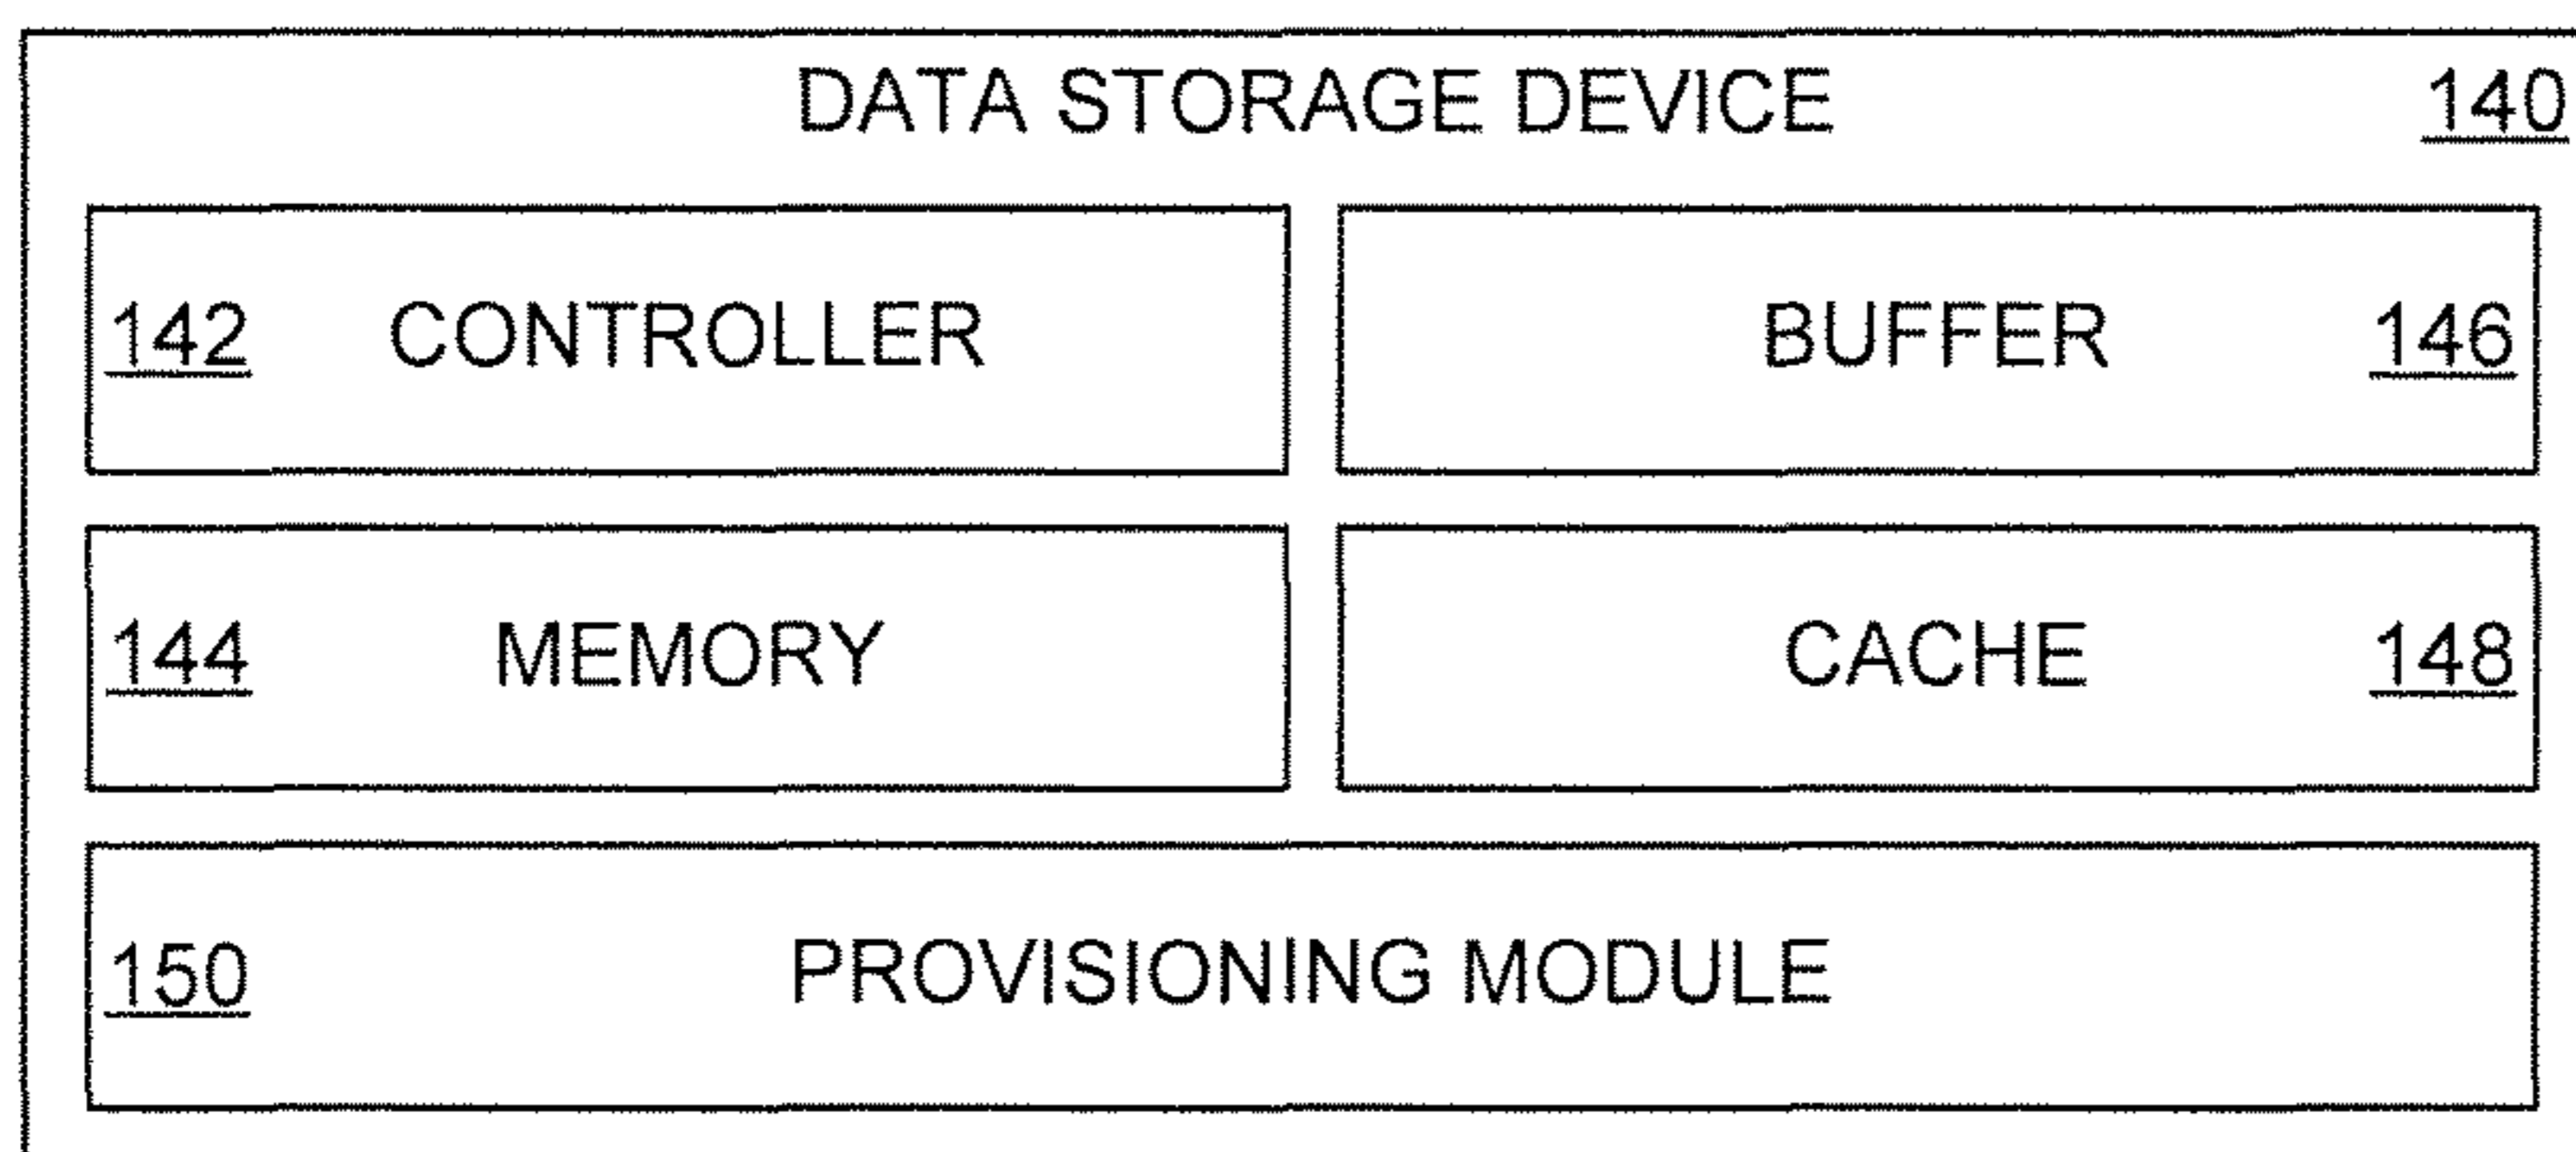 DATA STORAGE DEVICE 140
142 CONTROLLER
BUFFER 146
144 MEMORY
CACHE 148
150 PROVISIONING MODULE